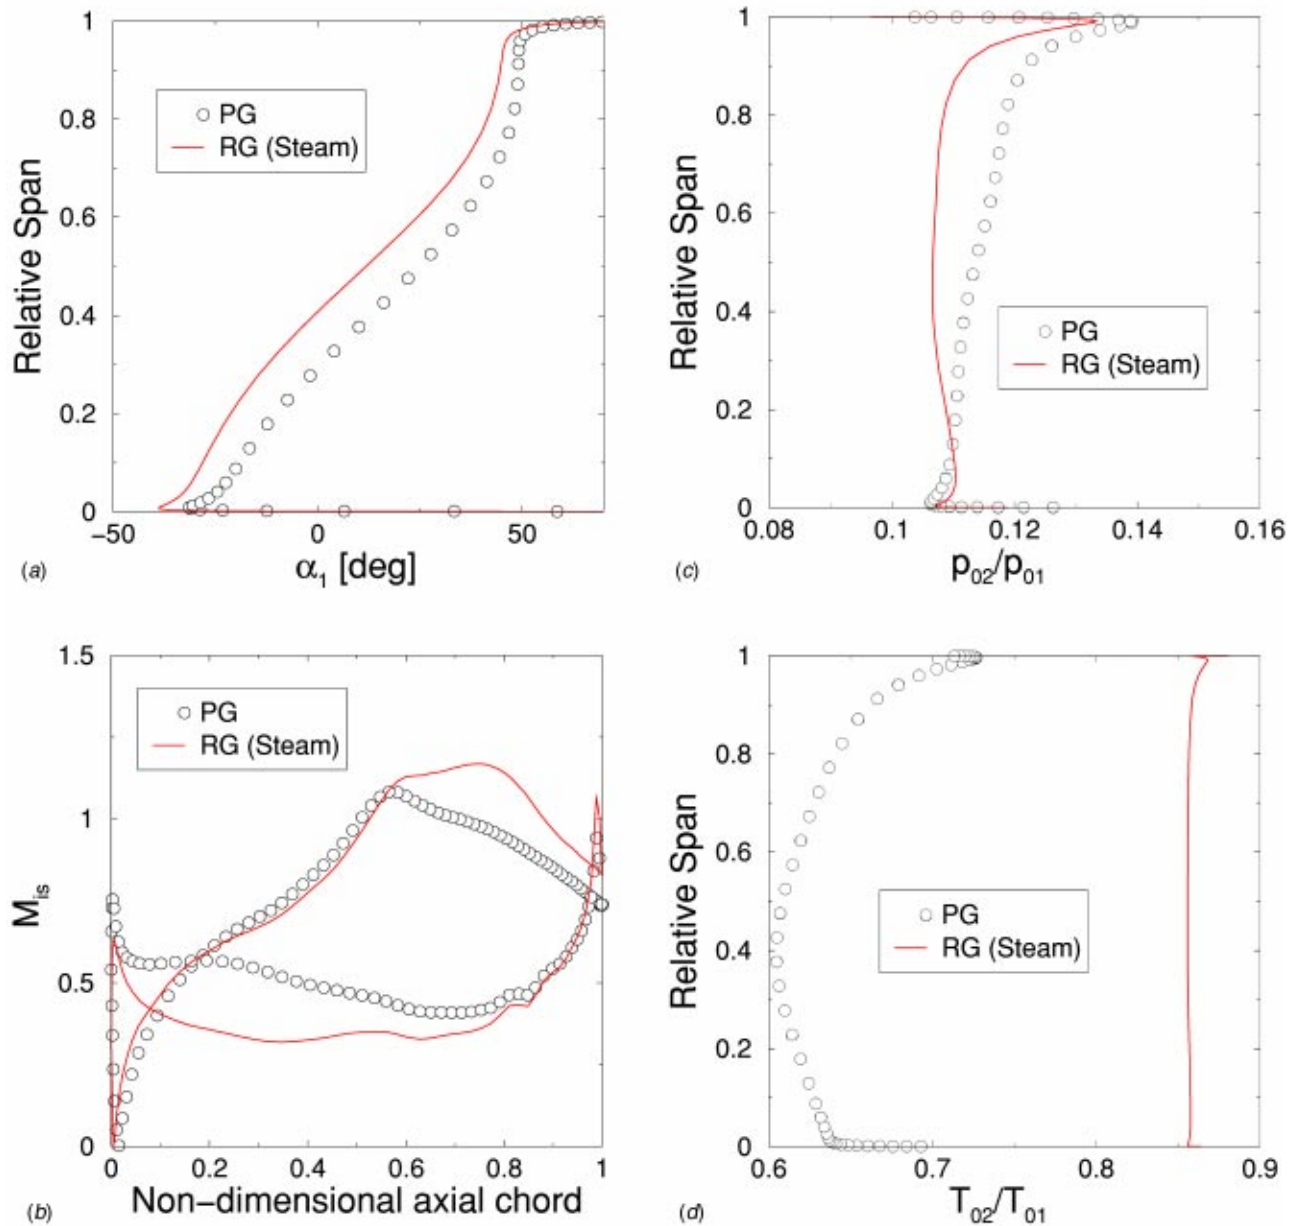 1
0.8
0.6
0.4
0.2
0
Relative Span
PG
RG (Steam)
−50
0
50
α1 [deg]
(a)
1
0.8
0.6
0.4
0.2
0
Relative Span
PG
RG (Steam)
0.08
0.1
0.12
0.14
0.16
p02/p01
(c)
1.5
1
0.5
0
Mis
PG
RG (Steam)
0
0.2
0.4
0.6
0.8
1
Non−dimensional axial chord
(b)
1
0.8
0.6
0.4
0.2
0
Relative Span
PG
RG (Steam)
0.6
0.7
0.8
0.9
T02/T01
(d)